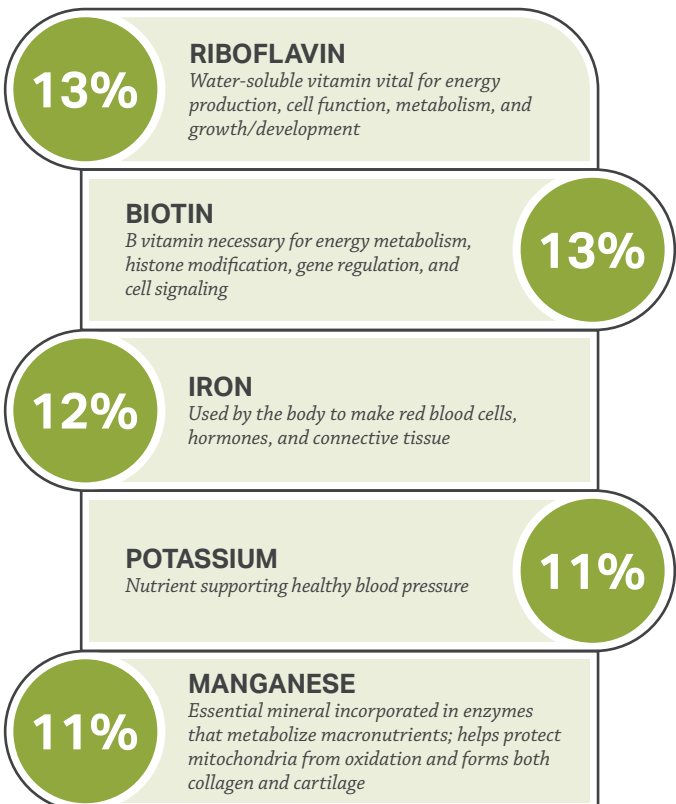 13%
RIBOFLAVIN
Water-soluble vitamin vital for energy
production, cell function, metabolism, and
growth/development
BIOTIN
B vitamin necessary for energy metabolism,
histone modification, gene regulation, and
cell signaling
13%
12%
IRON
Used by the body to make red blood cells,
hormones, and connective tissue
POTASSIUM
Nutrient supporting healthy blood pressure
11%
11%
MANGANESE
Essential mineral incorporated in enzymes
that metabolize macronutrients; helps protect
mitochondria from oxidation and forms both
collagen and cartilage